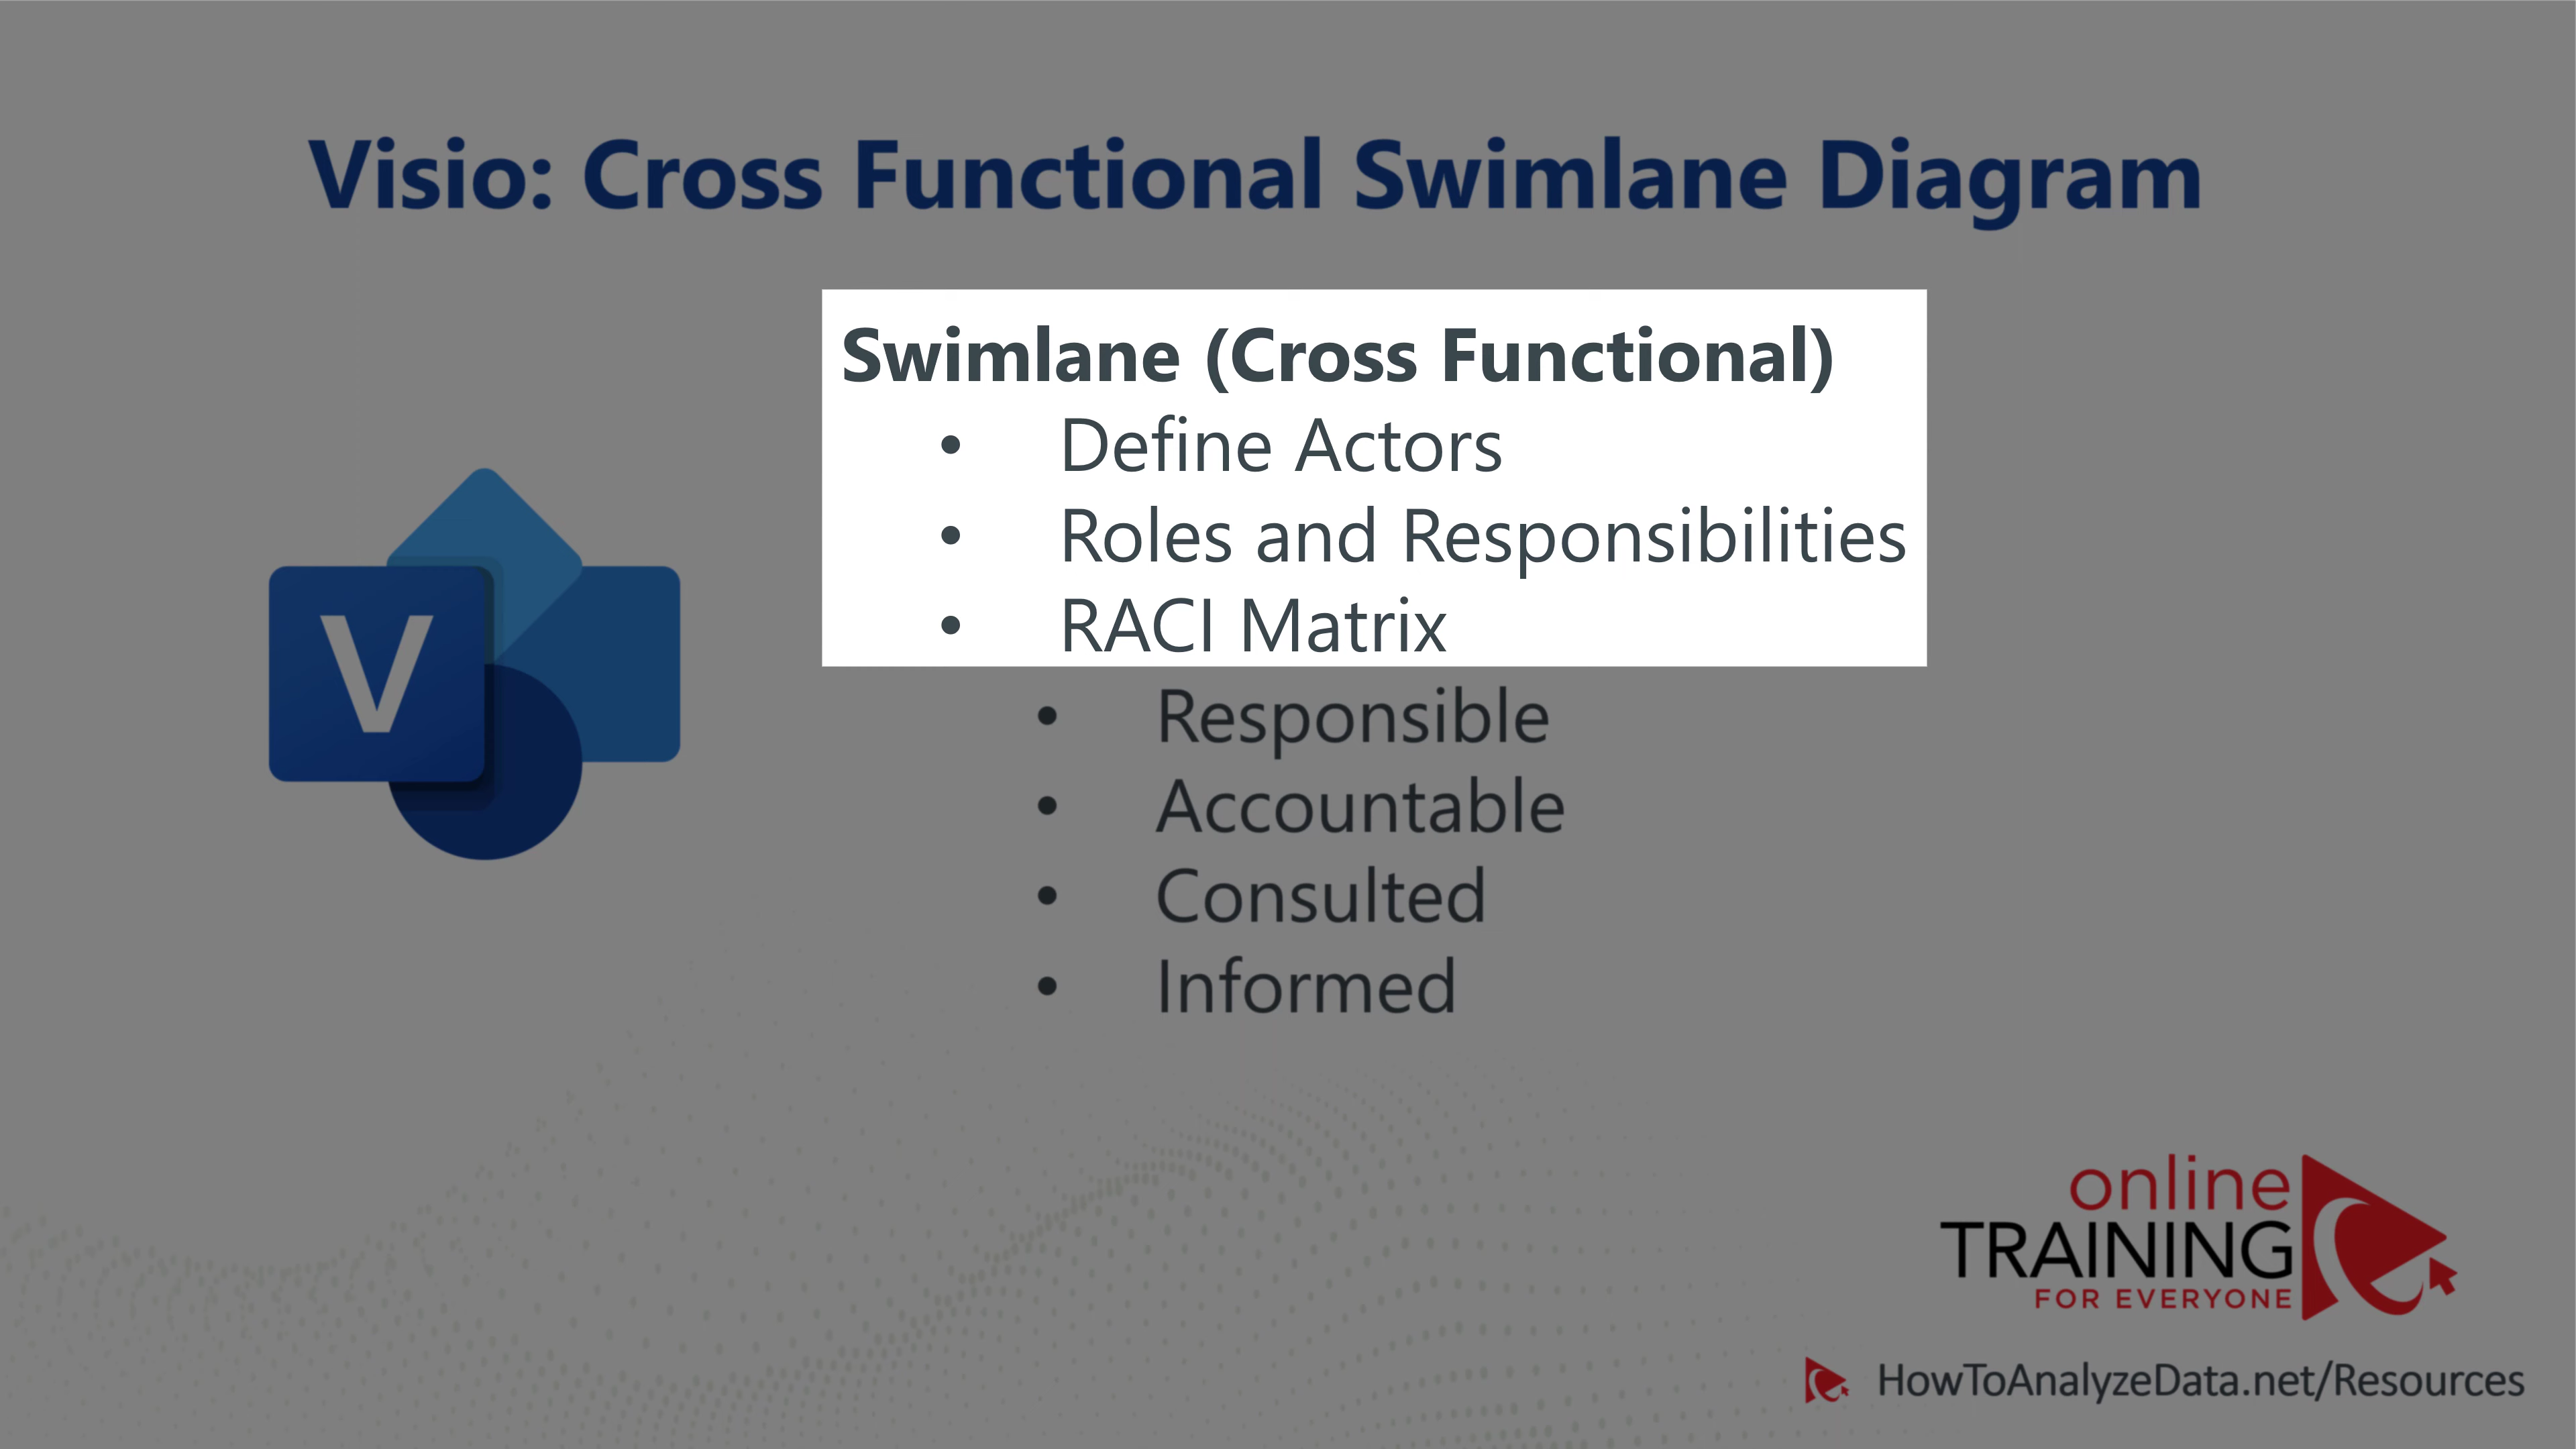 Visio: Cross Functional Swimlane Diagram
Swimlane (Cross Functional)
• Define Actors
• Roles and Responsibilities
• RACI Matrix
• Responsible
• Accountable
• Consulted
• Informed
V
online
TRAINING
FOR EVERYONE
HowToAnalyzeData.net/Resources